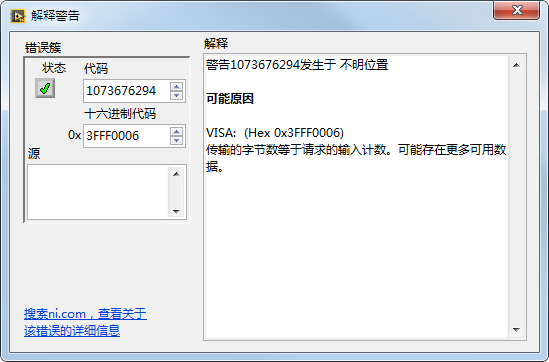 解释警告
错误簇
状态
代码
1073676294
十六进制代码
0x
3FFF0006
源
搜索ni.com，查看关于
该错误的详细信息
解释
警告1073676294发生于 不明位置
可能原因
VISA:  (Hex 0x3FFF0006)
传输的字节数等于请求的输入计数。可能存在更多可用数
据。